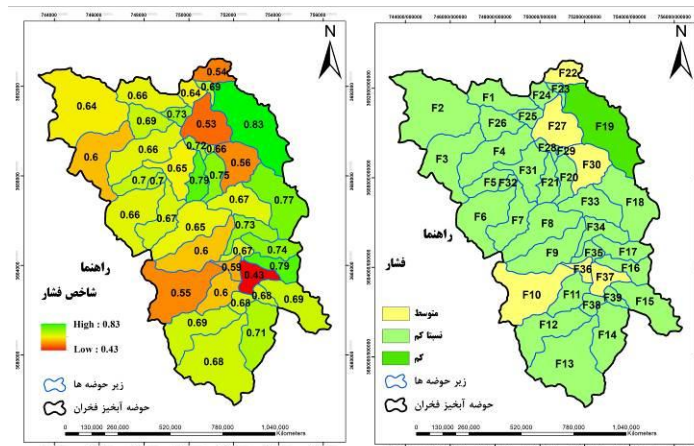 N
0.54
0.69
0.64
0.66
0.64
0.69
0.73
0.53
0.83
0.6
0.66
0.72
0.66
0.56
0.65
0.75
0.7
0.7
0.79
0.77
0.66
0.67
0.67
0.65
0.73
0.6
0.67
0.74
0.59
0.79
0.43
0.55
0.6
0.68
0.68
0.69
0.69
0.71
0.68
راهنما
شاخص فشار
High : 0.83
Low : 0.43
زیر حوضه ها
حوضه آبخیز فخران
Kilometers
N
F22
F23
F24
F1
F2
F25
F26
F27
F19
F3
F4
F28
F29
F30
F31
F20
F5
F32
F21
F18
F6
F7
F33
F8
F34
F9
F35
F17
F36
F16
F37
F10
F11
F39
F38
F15
F12
F14
F13
راهنما
فشار
متوسط
نسبتا کم
کم
زیر حوضه ها
حوضه آبخیز فخران
Kilometers